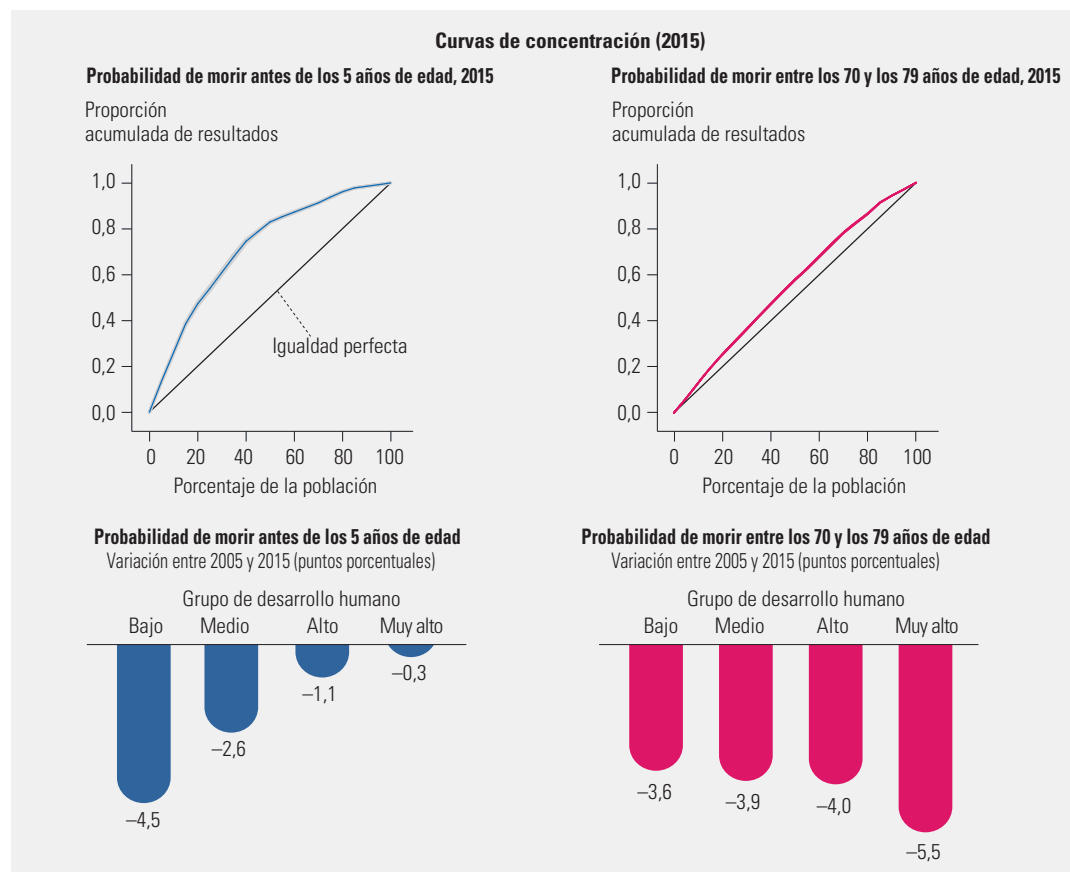 Curvas de concentración (2015)
Probabilidad de morir antes de los 5 años de edad, 2015
Proporción
acumulada de resultados
1,0
0,8
0,6
0,4
0,2
0,0
Igualdad perfecta
0 20 40 60 80 100
Porcentaje de la población
Probabilidad de morir entre los 70 y los 79 años de edad, 2015
Proporción
acumulada de resultados
1,0
0,8
0,6
0,4
0,2
0,0
0 20 40 60 80 100
Porcentaje de la población
Probabilidad de morir antes de los 5 años de edad
Variación entre 2005 y 2015 (puntos porcentuales)
Grupo de desarrollo humano
Bajo Medio Alto Muy alto
–0,3
–1,1
–2,6
–4,5
Probabilidad de morir entre los 70 y los 79 años de edad
Variación entre 2005 y 2015 (puntos porcentuales)
Grupo de desarrollo humano
Bajo Medio Alto Muy alto
–3,6
–3,9
–4,0
–5,5